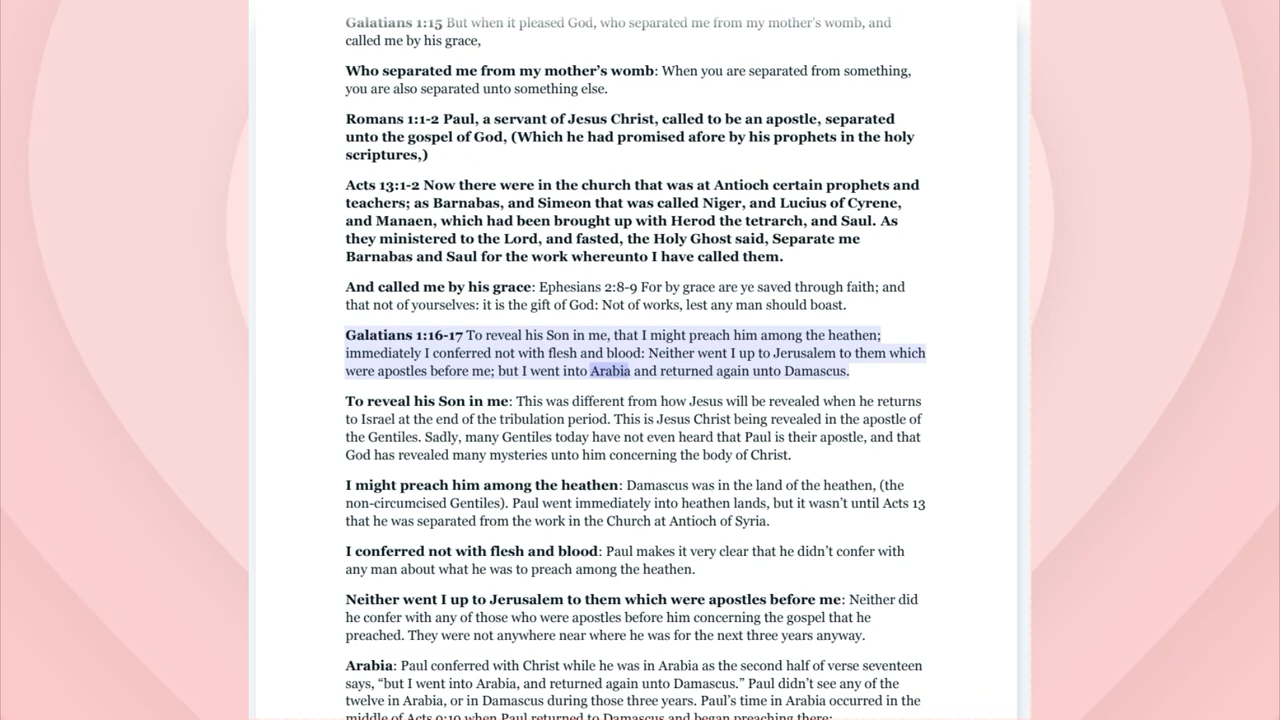 Galatians 1:15 But when it pleased God, who separated me from my mother's womb, and
called me by his grace,
Who separated me from my mother's womb: When you are separated from something,
you are also separated unto something else.
Romans 1:1-2 Paul, a servant of Jesus Christ, called to be an apostle, separated
unto the gospel of God, (Which he had promised afore by his prophets in the holy
scriptures,)
Acts 13:1-2 Now there were in the church that was at Antioch certain prophets and
teachers; as Barnabas, and Simeon that was called Niger, and Lucius of Cyrene,
and Manaen, which had been brought up with Herod the tetrarch, and Saul. As
they ministered to the Lord, and fasted, the Holy Ghost said, Separate me
Barnabas and Saul for the work whereunto I have called them.
And called me by his grace: Ephesians 2:8-9 For by grace are ye saved through faith; and
that not of yourselves: it is the gift of God: Not of works, lest any man should boast.
Galatians 1:16-17 To reveal his Son in me, that I might preach him among the heathen;
immediately I conferred not with flesh and blood: Neither went I up to Jerusalem to them which
were apostles before me; but I went into Arabia and returned again unto Damascus.
To reveal his Son in me: This was different from how Jesus will be revealed when he returns
to Israel at the end of the tribulation period. This is Jesus Christ being revealed in the apostle of
the Gentiles. Sadly, many Gentiles today have not even heard that Paul is their apostle, and that
God has revealed many mysteries unto him concerning the body of Christ.
I might preach him among the heathen: Damascus was in the land of the heathen, (the
non-circumcised Gentiles). Paul went immediately into heathen lands, but it wasn't until Acts 13
that he was separated from the work in the Church at Antioch of Syria.
I conferred not with flesh and blood: Paul makes it very clear that he didn't confer with
any man about what he was to preach among the heathen.
Neither went I up to Jerusalem to them which were apostles before me: Neither did
he confer with any of those who were apostles before him concerning the gospel that he
preached. They were not anywhere near where he was for the next three years anyway.
Arabia: Paul conferred with Christ while he was in Arabia as the second half of verse seventeen
says, "but I went into Arabia, and returned again unto Damascus." Paul didn't see any of the
twelve in Arabia, or in Damascus during those three years. Paul's time in Arabia occurred in the
middle of Acts 9:19 when Paul returned to Damascus and began preaching there: